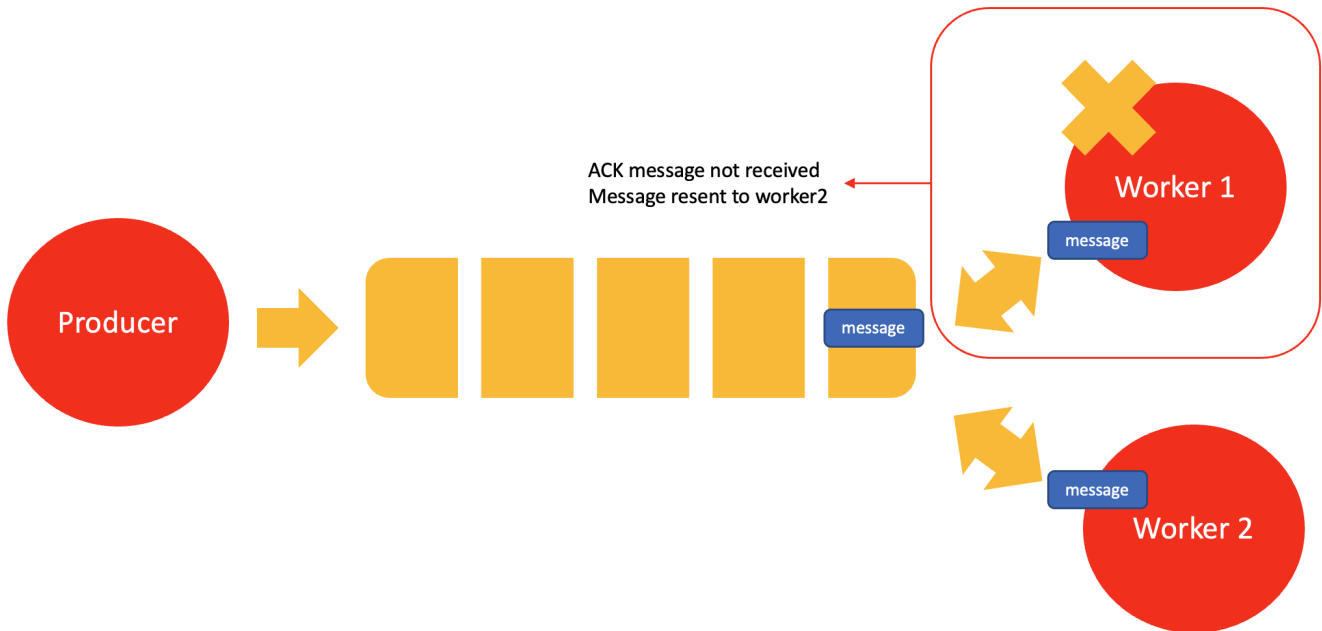 ACK message not received
Message resent to worker2
Worker 1
message
Producer
message
message
Worker 2